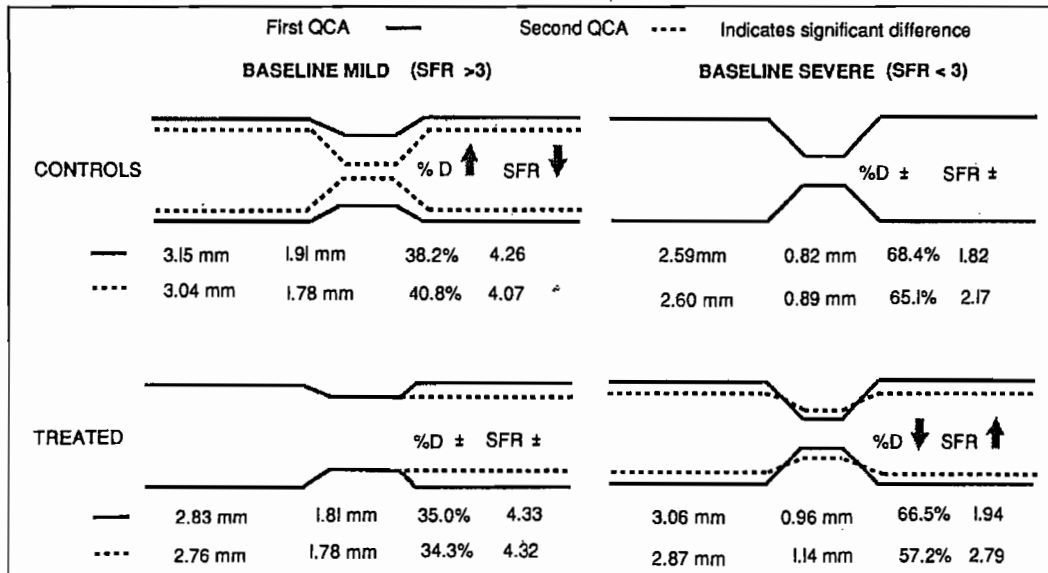 First QCA Second QCA Indicates significant difference
BASELINE MILD (SFR >3) BASELINE SEVERE (SFR < 3)
CONTROLS %D SFR %D ± SFR ±
3.15 mm 1.91 mm 38.2% 4.26 2.59mm 0.82 mm 68.4% 1.82
3.04 mm 1.78 mm 40.8% 4.07 2.60 mm 0.89 mm 65.1% 2.17
TREATED %D ± SFR ± %D SFR
2.83 mm 1.81 mm 35.0% 4.33 3.06 mm 0.96 mm 66.5% 1.94
2.76 mm 1.78 mm 34.3% 4.32 2.87 mm 1.14 mm 57.2% 2.79